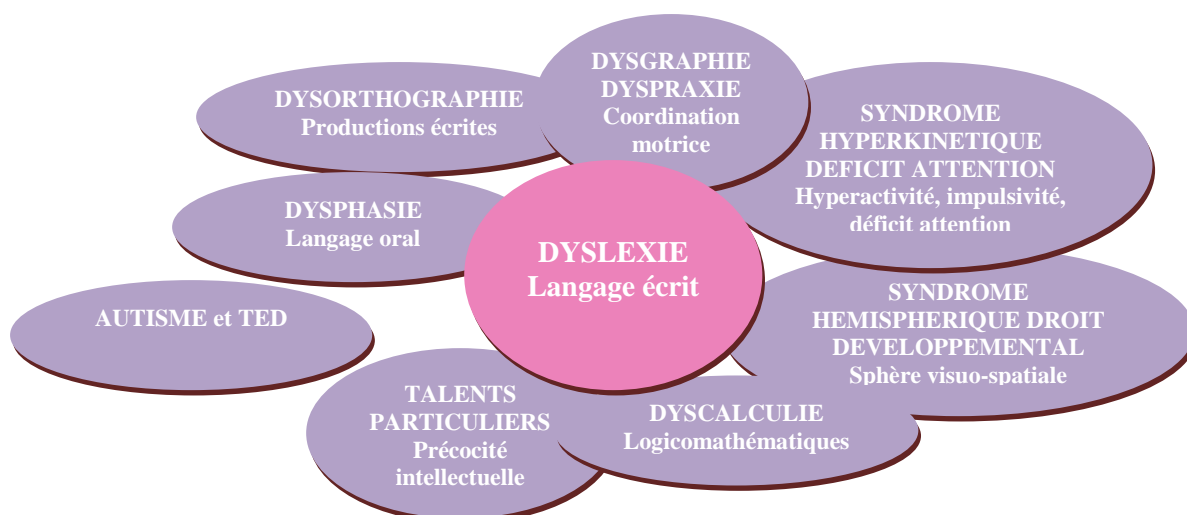 DYSGRAPHIE
DYSPRAXIE
Coordination
motrice
DYSORTHOGRAPHIE
Productions écrites
SYNDROME
HYPERKINETIQUE
DEFICIT ATTENTION
Hyperactivité, impulsivité,
déficit attention
DYSPHASIE
Langage oral
DYSLEXIE
Langage écrit
AUTISME et TED
SYNDROME
HEMISPHERIQUE DROIT
DEVELOPPEMENTAL
Sphère visuo-spatiale
TALENTS
PARTICULIERS
Précocité
intellectuelle
DYSCALCULIE
Logicomathématiques